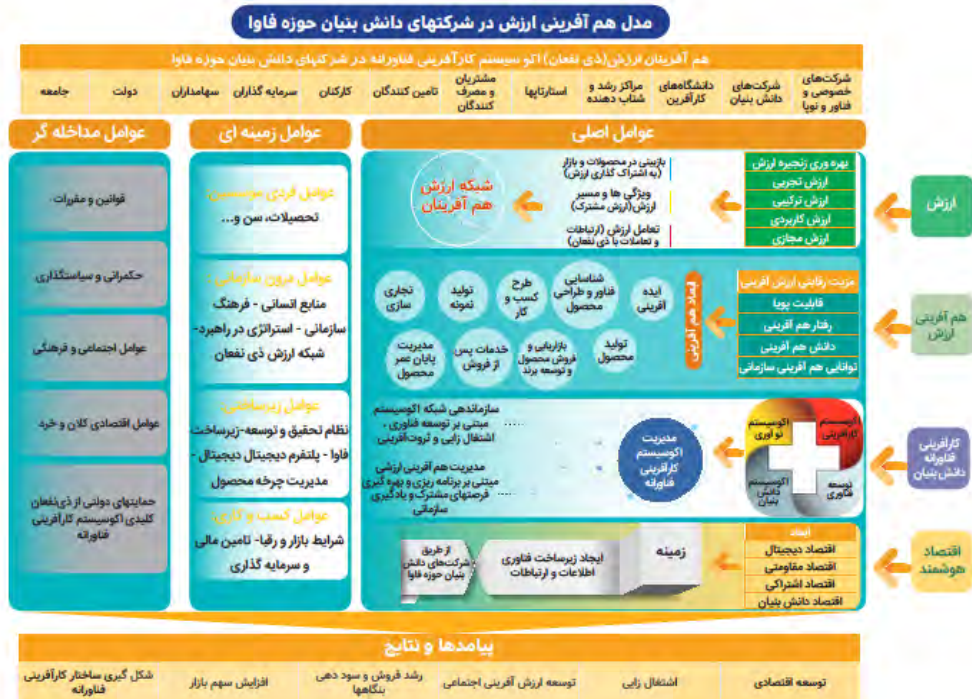 مدل هم آفرینی ارزش در شرکتهای دانش بنیان حوزه فاوا
هم آفرینان ارزش(ذی نفعان) اکو سیستم کارآفرینی فناورانه در شرکتهای دانش بنیان حوزه فاوا
شرکت‌های
خصوصی و
فناور و نوپا
شرکت‌های
دانش بنیان
دانشگاه‌های
کارآفرین
مراکز رشد و
شتاب دهنده
استارتاپها
مشتریان
و مصرف
کنندگان
تامین کنندگان
کارکنان
سرمایه گذاران
سهامداران
دولت
جامعه
عوامل اصلی
ارزش
بهره وری زنجیره ارزش
ارزش تجربی
ارزش ترکیبی
ارزش کاربردی
ارزش مجازی
بازبینی در محصولات و بازار
(به اشتراک گذاری ارزش)
ویژگی ها و مسیر
ارزش(ارزش مشترک)
تعامل ارزش (ارتباطات
و تعاملات با ذی نفعان)
شبکه ارزش
هم آفرینان
هم آفرینی
ارزش
مزیت رقابتی ارزش آفرینی
قابلیت پویا
رفتار هم آفرینی
دانش هم آفرینی
توانایی هم آفرینی سازمانی
ابعاد هم آفرینی
ایده
آفرینی
شناسایی
فناور و طراحی
محصول
طرح
کسب و
کار
تولید
نمونه
تجاری
سازی
تولید
محصول
بازاریابی و
فروش محصول
و توسعه برند
خدمات پس
از فروش
مدیریت
پایان عمر
محصول
کارآفرینی
فناورانه
دانش بنیان
اکوسیستم
کارآفرینی
اکوسیستم
نوآوری
توسعه
فناوری
اکوسیستم
دانش
بنیان
مدیریت
اکوسیستم
کارآفرینی
فناورانه
سازماندهی شبکه اکوسیستم
مبتنی بر توسعه فناوری ،
اشتغال زایی و ثروت‌آفرینی
مدیریت هم آفرینی ارزشی
مبتنی بر برنامه ریزی و بهره گیری
فرصتهای مشترک و یادگیری
سازمانی
اقتصاد
هوشمند
ابعاد
اقتصاد دیجیتال
اقتصاد مقاومتی
اقتصاد اشتراکی
اقتصاد دانش بنیان
زمینه
ایجاد زیرساخت فناوری
اطلاعات و ارتباطات
از طریق
شرکت‌های دانش
بنیان حوزه فاوا
عوامل زمینه ای
عوامل فردی موسسین:
تحصیلات، سن و...
عوامل درون سازمانی :
منابع انسانی - فرهنگ
سازمانی - استراتژی در راهبرد-
شبکه ارزش ذی نفعان
عوامل زیرساختی:
نظام تحقیق و توسعه-زیرساخت
فاوا - پلتفرم دیجیتال دیجیتال -
مدیریت چرخه محصول
عوامل کسب و کاری:
شرایط بازار و رقبا- تامین مالی
و سرمایه گذاری
عوامل مداخله گر
قوانین و مقررات
حکمرانی و سیاستگذاری
عوامل اجتماعی و فرهنگی
عوامل اقتصادی کلان و خرد
حمایتهای دولتی از ذی‌نفعان
کلیدی اکوسیستم کارآفرینی
فناورانه
پیامدها و نتایج
توسعه اقتصادی
اشتغال زایی
توسعه ارزش آفرینی اجتماعی
رشد فروش و سود دهی
بنگاهها
افزایش سهم بازار
شکل گیری ساختار کارآفرینی
فناورانه